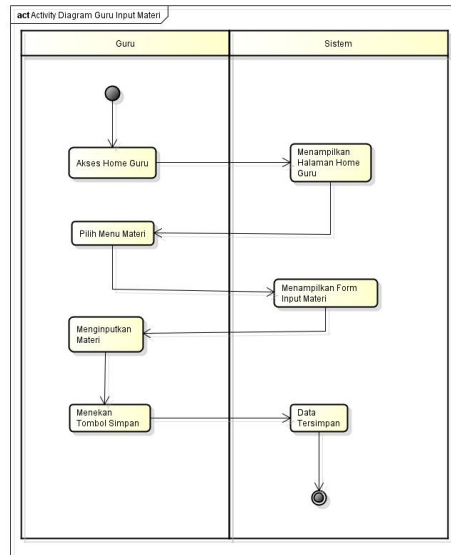 act Activity Diagram Guru Input Materi
Guru
Sistem
Akses Home Guru
Menampilkan
Halaman Home
Guru
Pilih Menu Materi
Menampilkan Form
Input Materi
Menginputkan
Materi
Menekan
Tombol Simpan
Data
Tersimpan